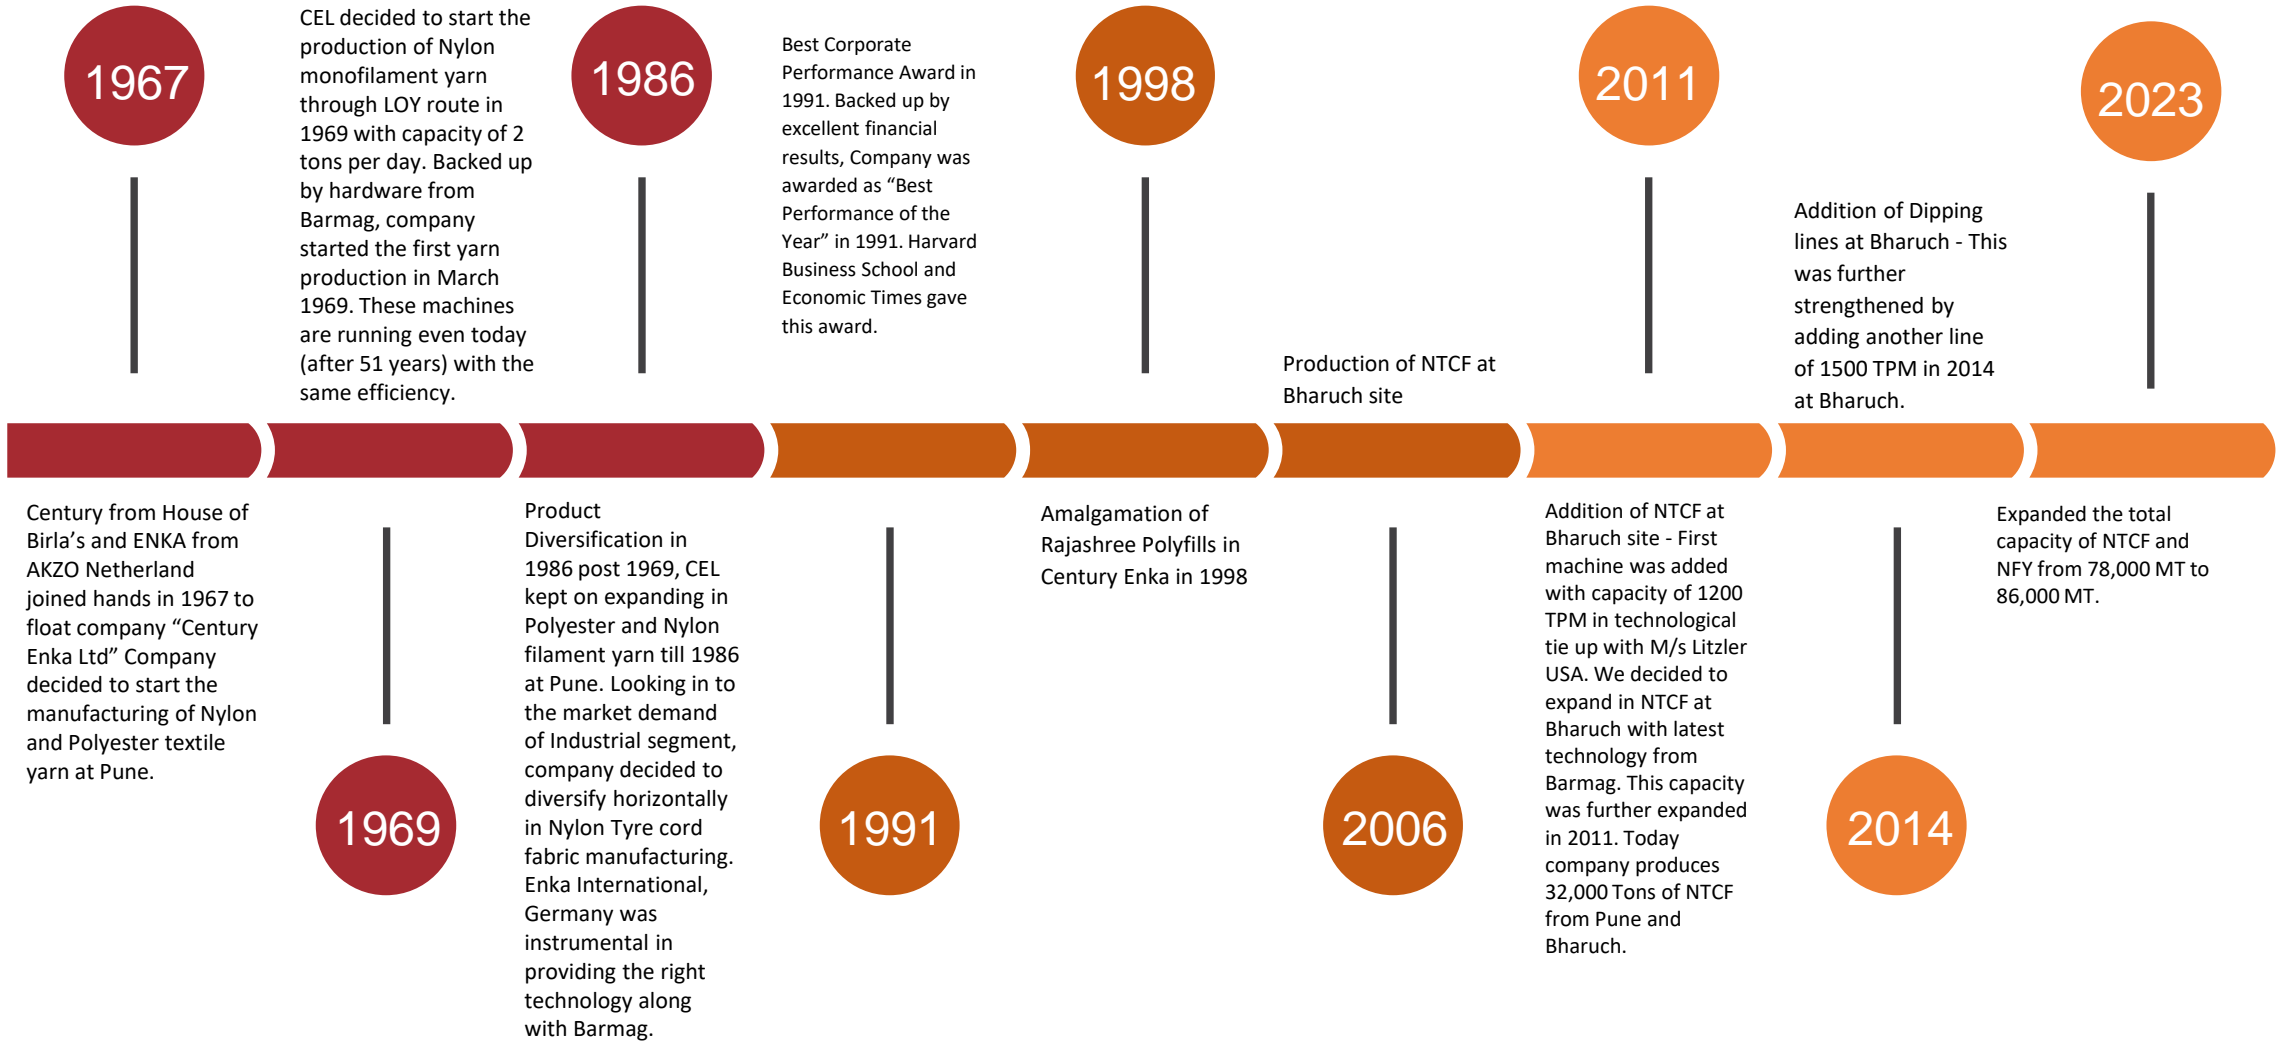 1967
Century from House of
Birla’s and ENKA from
AKZO Netherland
joined hands in 1967 to
float company “Century
Enka Ltd” Company
decided to start the
manufacturing of Nylon
and Polyester textile
yarn at Pune.
CEL decided to start the
production of Nylon
monofilament yarn
through LOY route in
1969 with capacity of 2
tons per day. Backed up
by hardware from
Barmag, company
started the first yarn
production in March
1969. These machines
are running even today
(after 51 years) with the
same efficiency.
1969
1986
Product
Diversification in
1986 post 1969, CEL
kept on expanding in
Polyester and Nylon
filament yarn till 1986
at Pune. Looking in to
the market demand
of Industrial segment,
company decided to
diversify horizontally
in Nylon Tyre cord
fabric manufacturing.
Enka International,
Germany was
instrumental in
providing the right
technology along
with Barmag.
Best Corporate
Performance Award in
1991. Backed up by
excellent financial
results, Company was
awarded as “Best
Performance of the
Year” in 1991. Harvard
Business School and
Economic Times gave
this award.
1991
1998
Amalgamation of
Rajashree Polyfills in
Century Enka in 1998
Production of NTCF at
Bharuch site
2006
2011
Addition of NTCF at
Bharuch site - First
machine was added
with capacity of 1200
TPM in technological
tie up with M/s Litzler
USA. We decided to
expand in NTCF at
Bharuch with latest
technology from
Barmag. This capacity
was further expanded
in 2011. Today
company produces
32,000 Tons of NTCF
from Pune and
Bharuch.
Addition of Dipping
lines at Bharuch - This
was further
strengthened by
adding another line
of 1500 TPM in 2014
at Bharuch.
2014
2023
Expanded the total
capacity of NTCF and
NFY from 78,000 MT to
86,000 MT.